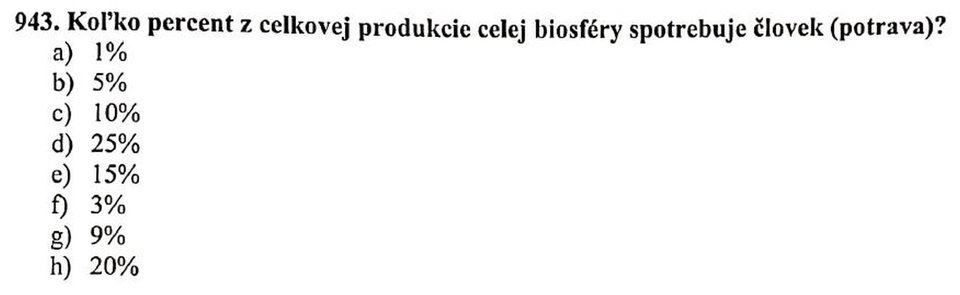 943. Koľko percent z celkovej produkcie celej biosféry spotrebuje človek (potrava)?
a) 1%
b) 5%
c) 10%
d) 25%
e) 15%
f) 3%
g) 9%
h) 20%